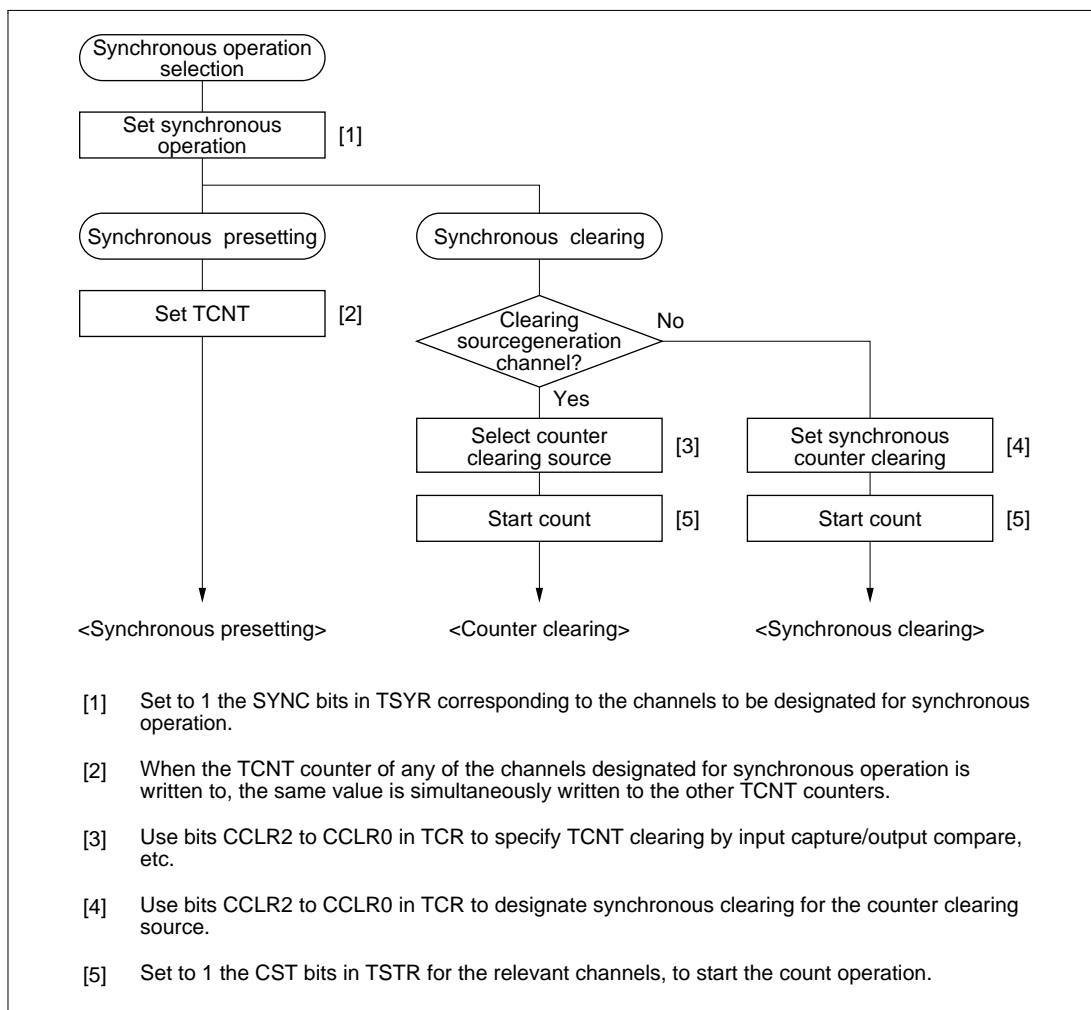 Synchronous operation
selection
Set synchronous
operation
[1]
Synchronous  presetting
Synchronous  clearing
Set TCNT
[2]
Clearing
sourcegeneration
channel?
No
Yes
Select counter
clearing source
[3]
Set synchronous
counter clearing
[4]
Start count
[5]
Start count
[5]
<Synchronous presetting>
<Counter clearing>
<Synchronous clearing>
[1] Set to 1 the SYNC bits in TSYR corresponding to the channels to be designated for synchronous
operation.
[2] When the TCNT counter of any of the channels designated for synchronous operation is
written to, the same value is simultaneously written to the other TCNT counters.
[3] Use bits CCLR2 to CCLR0 in TCR to specify TCNT clearing by input capture/output compare,
etc.
[4] Use bits CCLR2 to CCLR0 in TCR to designate synchronous clearing for the counter clearing
source.
[5] Set to 1 the CST bits in TSTR for the relevant channels, to start the count operation.